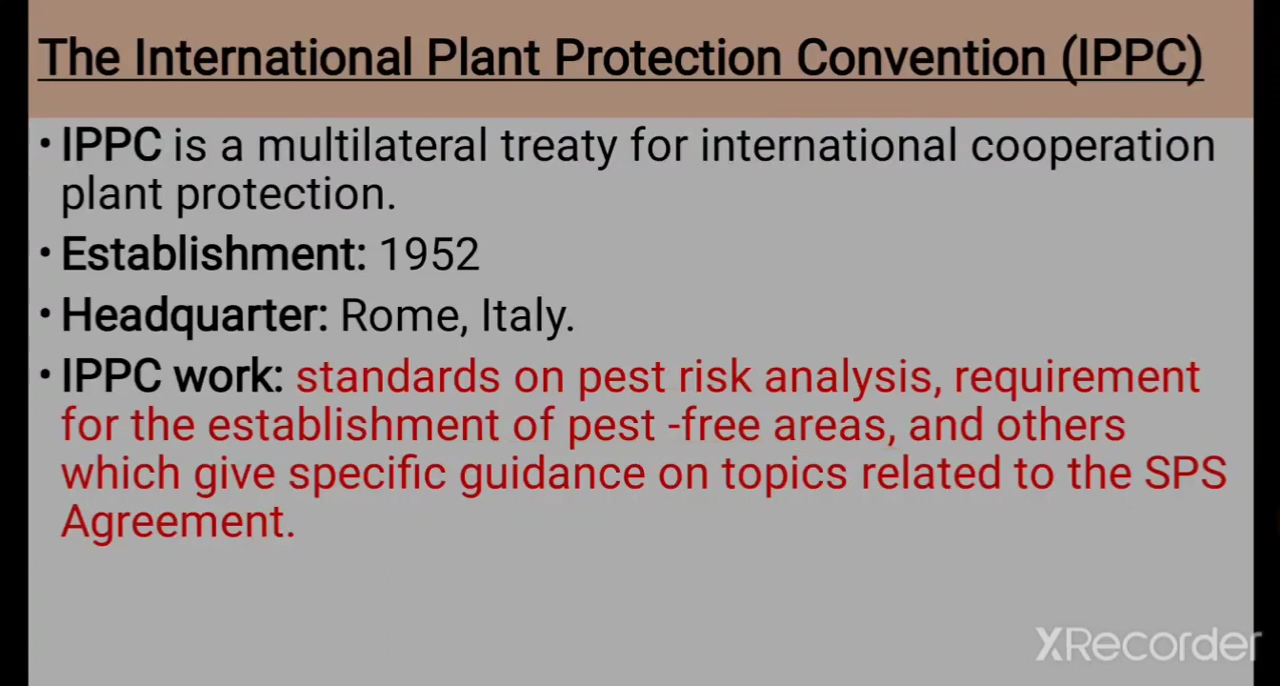 The International Plant Protection Convention (IPPC)
• IPPC is a multilateral treaty for international cooperation
plant protection.
• Establishment: 1952
• Headquarter: Rome, Italy.
• IPPC work: standards on pest risk analysis, requirement
for the establishment of pest -free areas, and others
which give specific guidance on topics related to the SPS
Agreement.
XRecorder